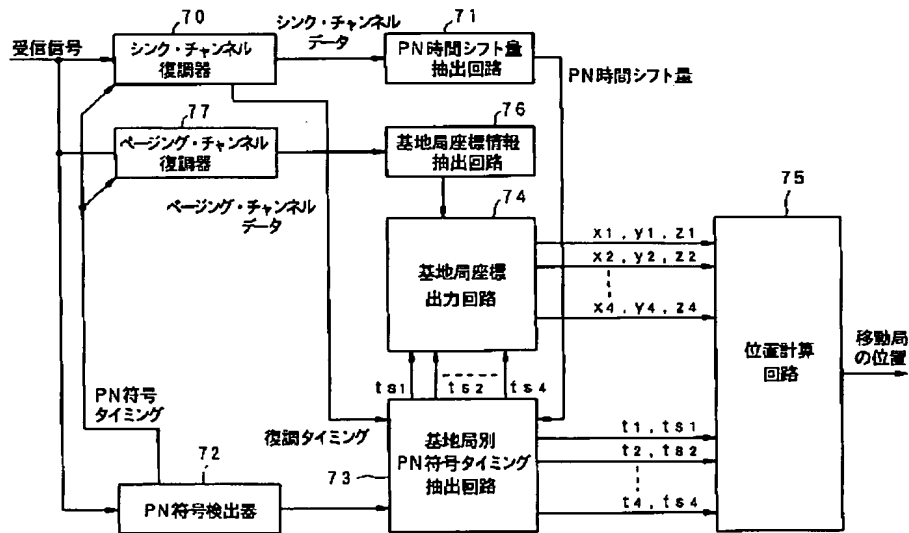 受信信号
70
シンク・チャンネル
復調器
シンク・チャンネル
データ
71
PN時間シフト量
抽出回路
PN時間シフト量
77
ページング・チャンネル
復調器
ページング・チャンネル
データ
76
基地局座標情報
抽出回路
74
基地局座標
出力回路
x1, y1, z1
x2, y2, z2
x4, y4, z4
75
位置計算
回路
移動局
の位置
ts1
ts2
ts4
PN符号
タイミング
復調タイミング
72
PN符号検出器
73
基地局別
PN符号タイミング
抽出回路
t1, ts1
t2, ts2
t4, ts4